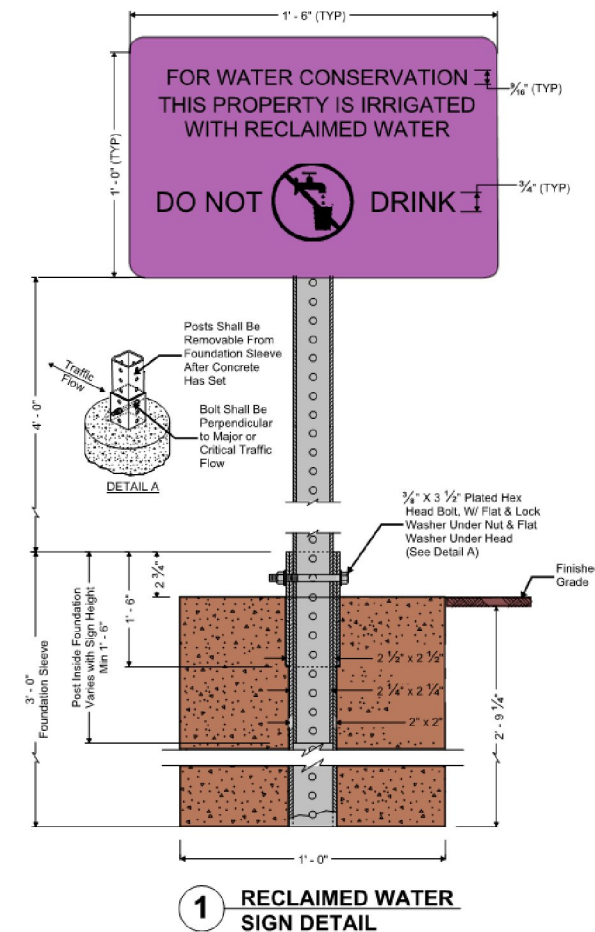 1' - 6" (TYP)
FOR WATER CONSERVATION
THIS PROPERTY IS IRRIGATED
WITH RECLAIMED WATER
9/16" (TYP)
1' - 0" (TYP)
DO NOT DRINK
3/4" (TYP)
Posts Shall Be
Removable From
Foundation Sleeve
After Concrete
Has Set
Traffic
Flow
Bolt Shall Be
Perpendicular
to Major or
Critical Traffic
Flow
DETAIL A
4' - 0"
3/8" X 3 1/2" Plated Hex
Head Bolt, W/ Flat & Lock
Washer Under Nut & Flat
Washer Under Head
(See Detail A)
Finishe
Grade
2 3/4"
1' - 6"
Post Inside Foundation
Varies with Sign Height
Min 1' - 6"
3' - 0"
Foundation Sleeve
2 1/2" x 2 1/2"
2 1/4" x 2 1/4"
2" x 2"
2' - 9 1/4"
1' - 0"
1
RECLAIMED WATER
SIGN DETAIL